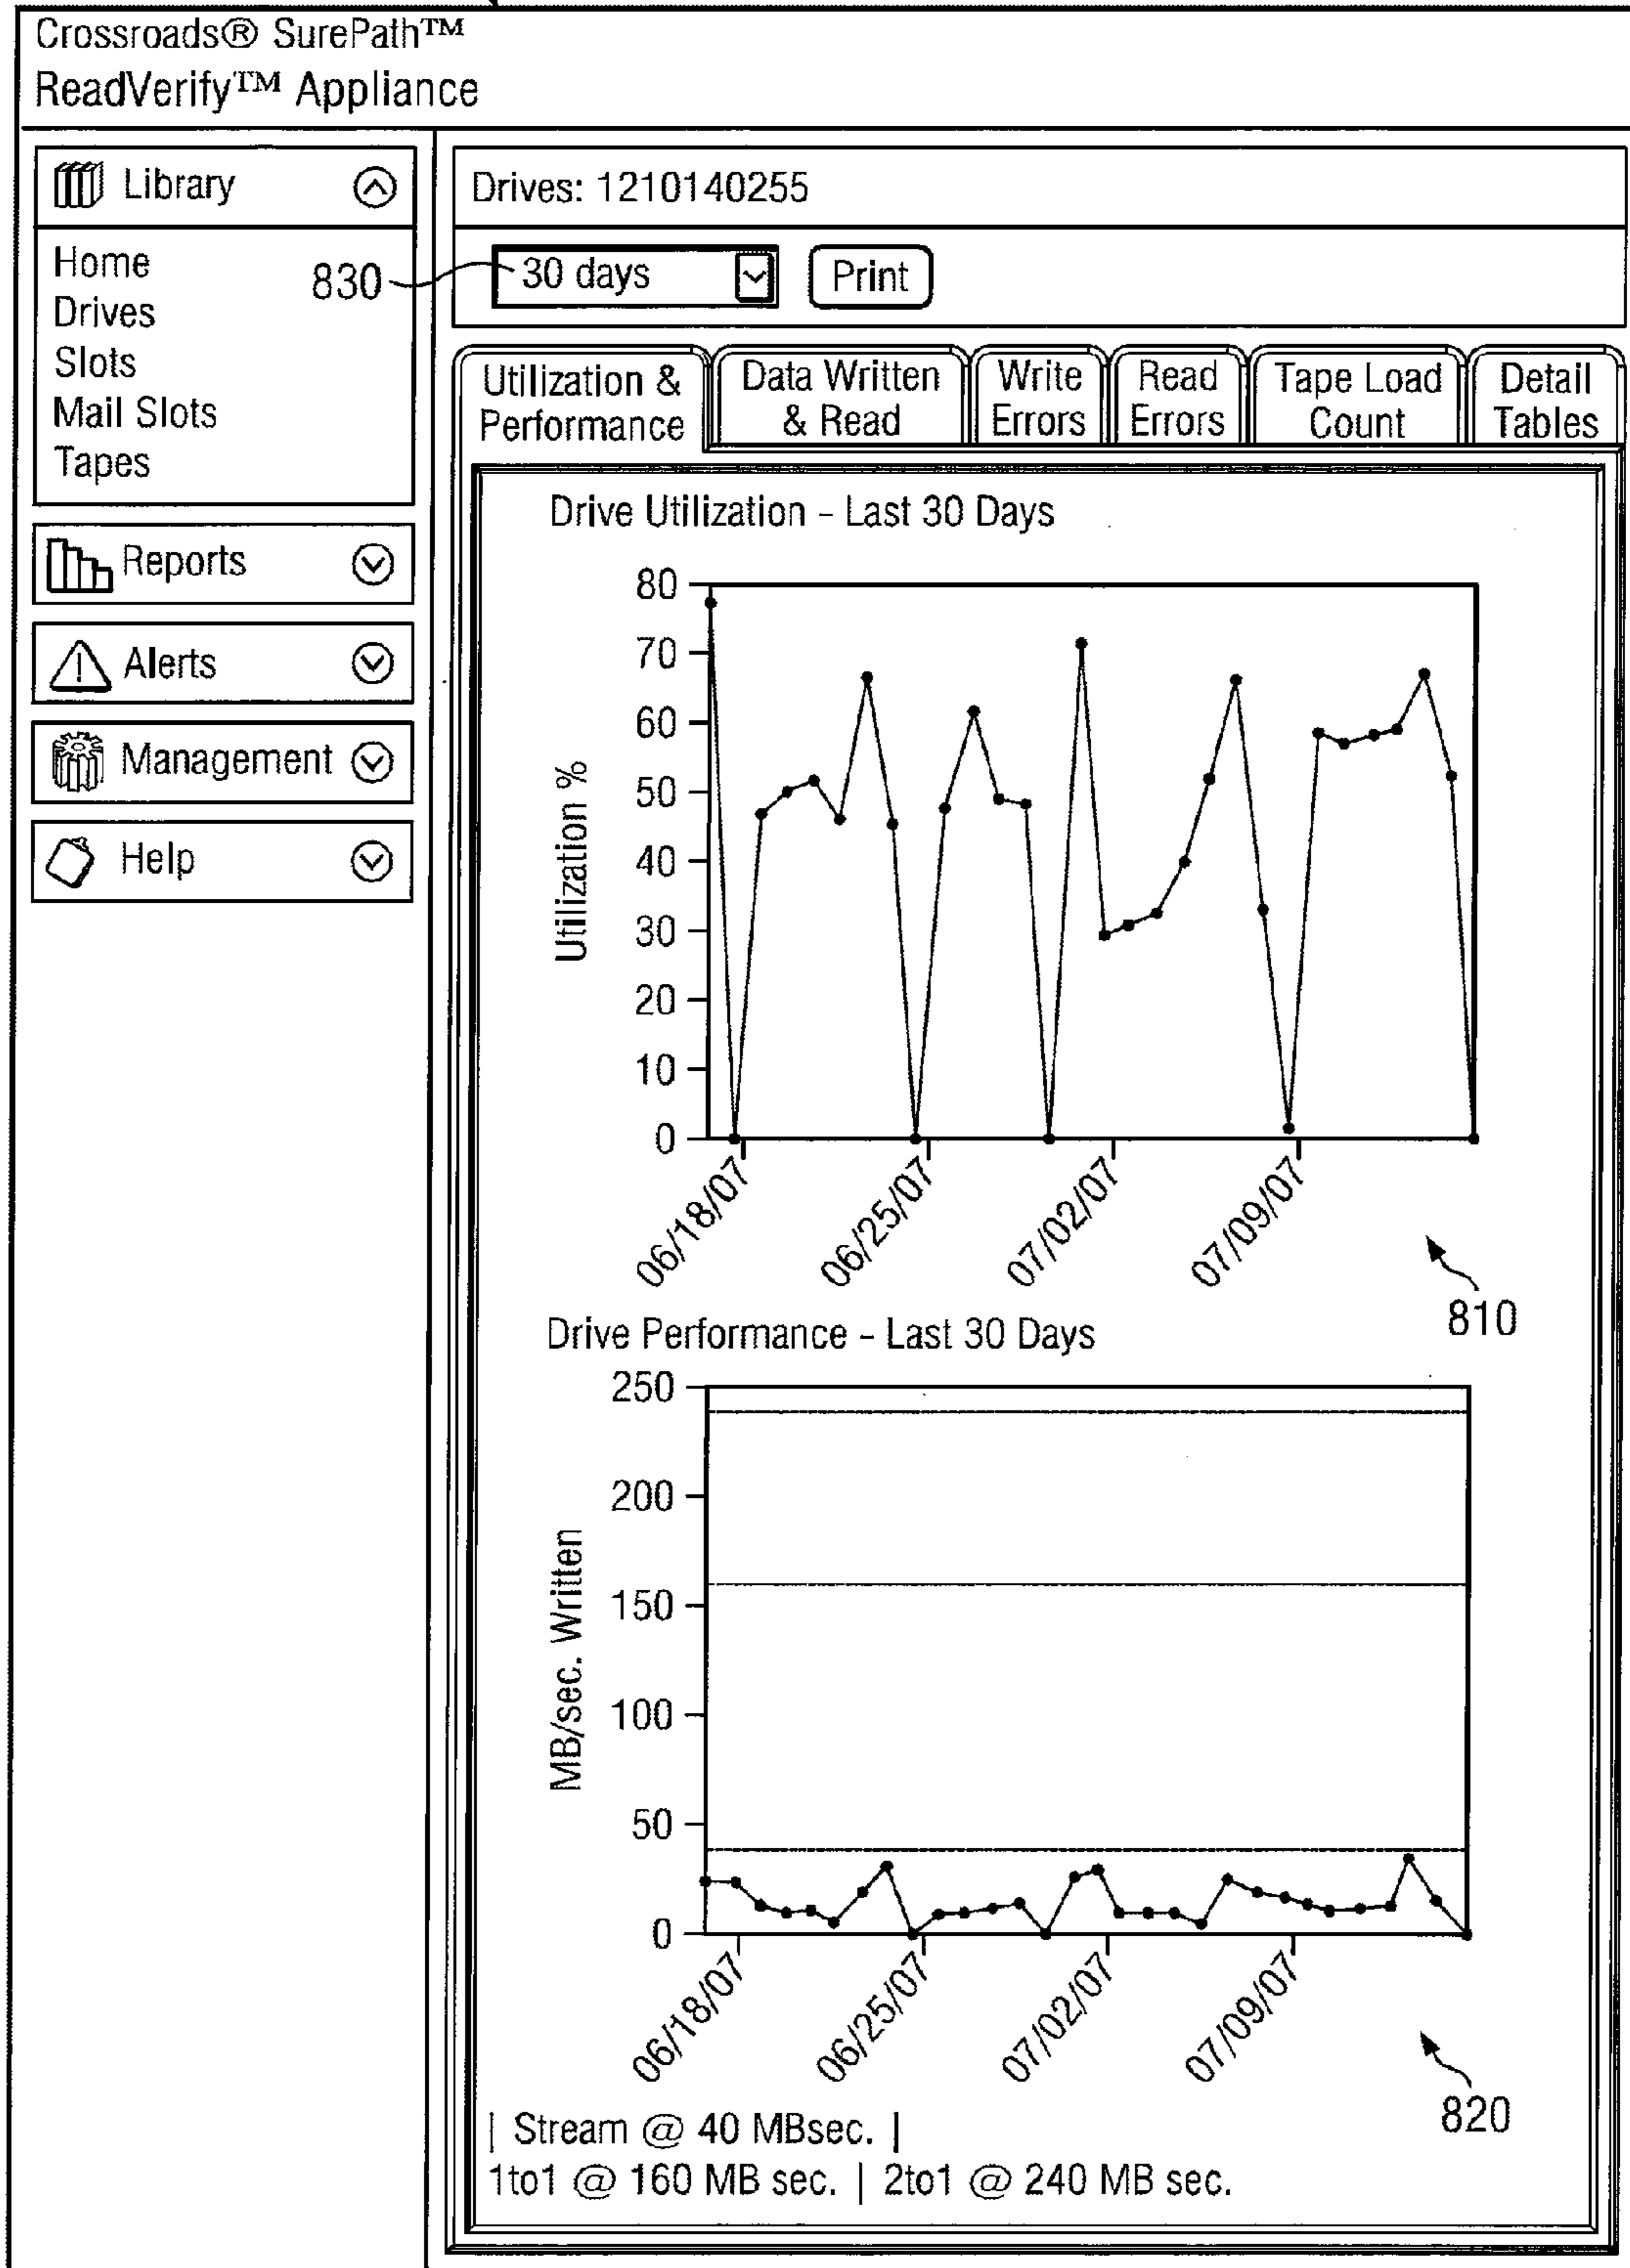 Crossroads® SurePath™
ReadVerify™ Appliance
Library
Home
Drives
Slots
Mail Slots
Tapes
Reports
Alerts
Management
Help
830
Drives: 1210140255
30 days
Print
Utilization &
Performance
Data Written
& Read
Write
Errors
Read
Errors
Tape Load
Count
Detail
Tables
Drive Utilization - Last 30 Days
Utilization %
80
70
60
50
40
30
20
10
0
06/18/07
06/25/07
07/02/07
07/09/07
810
Drive Performance - Last 30 Days
MB/sec. Written
250
200
150
100
50
0
06/18/07
06/25/07
07/02/07
07/09/07
820
| Stream @ 40 MBsec. |
1to1 @ 160 MB sec. | 2to1 @ 240 MB sec.